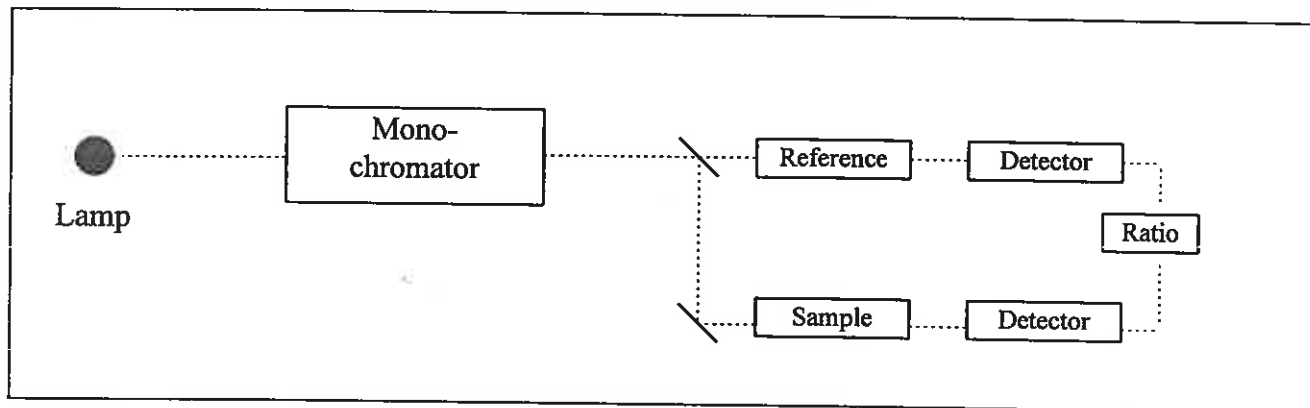 Mono-
chromator
Lamp
Reference
Detector
Ratio
Sample
Detector